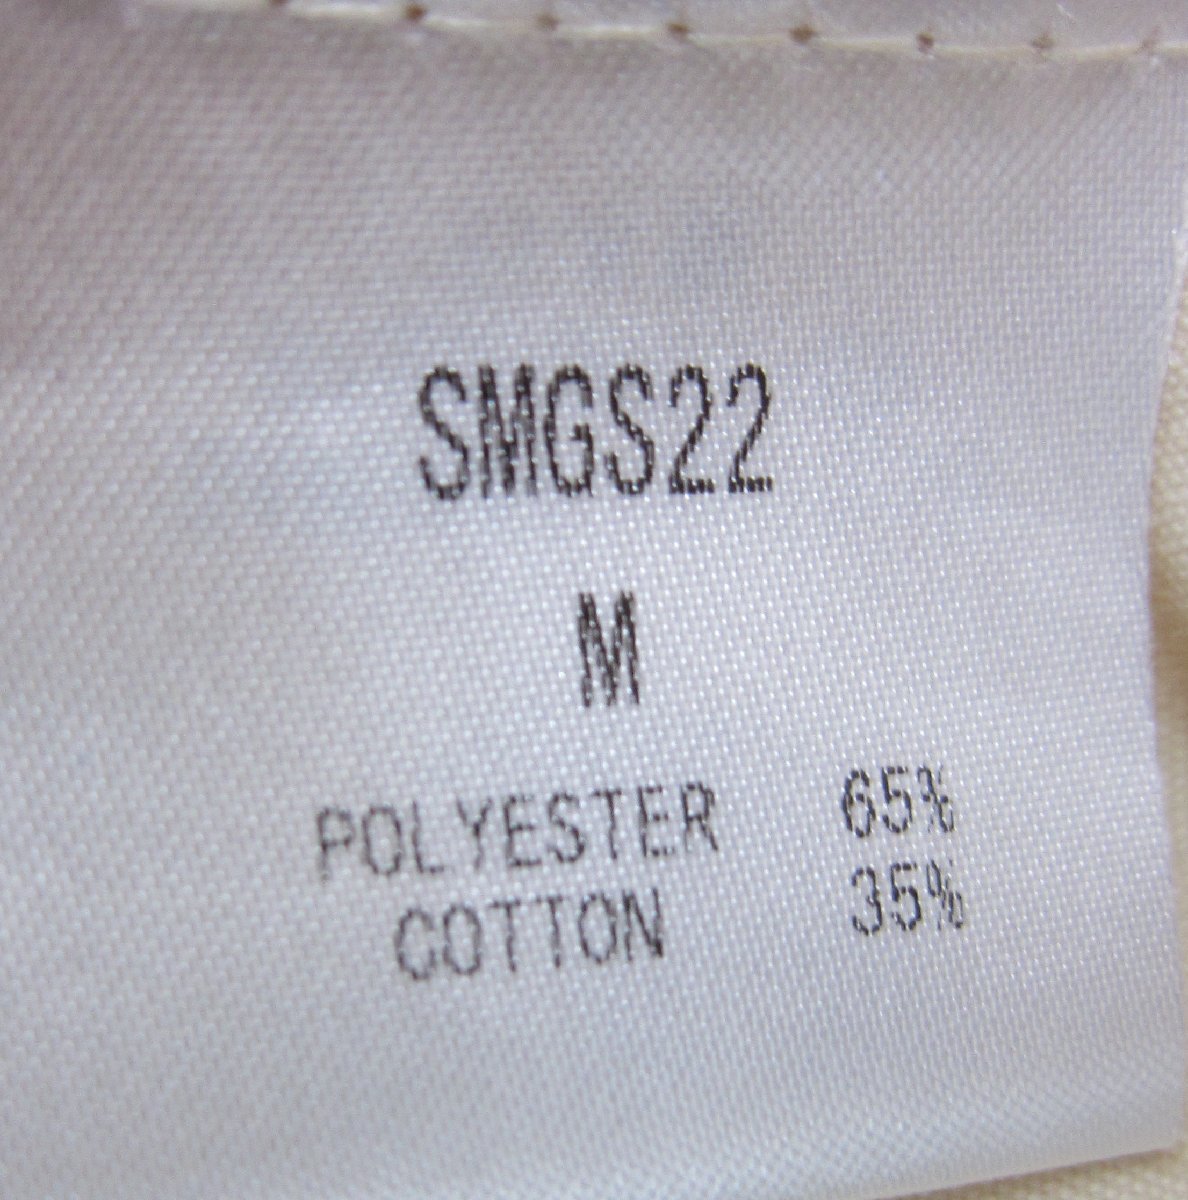 SMGS22
M
POLYESTER 65%
COTTON 35%